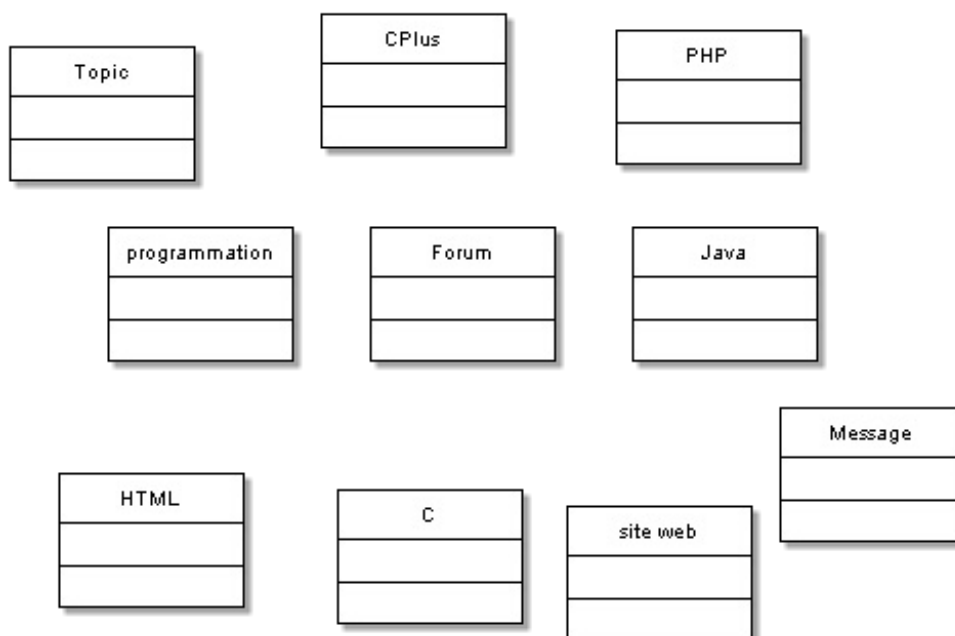 Topic
CPlus
PHP
programmation
Forum
Java
Message
HTML
C
site web